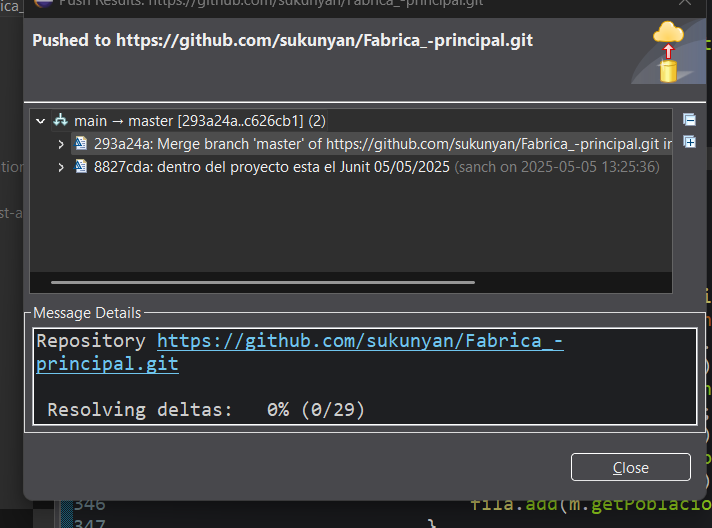 Push Results: https://github.com/sukunyan/Fabrica_-principal.git
Pushed to https://github.com/sukunyan/Fabrica_-principal.git
main → master [293a24a..c626cb1] (2)
293a24a: Merge branch 'master' of https://github.com/sukunyan/Fabrica_-principal.git in
8827cda: dentro del proyecto esta el Junit 05/05/2025 (sanch on 2025-05-05 13:25:36)
Message Details
Repository https://github.com/sukunyan/Fabrica_-
principal.git
Resolving deltas: 0% (0/29)
Close
346 fila.add(m.getPoblacio
347 }